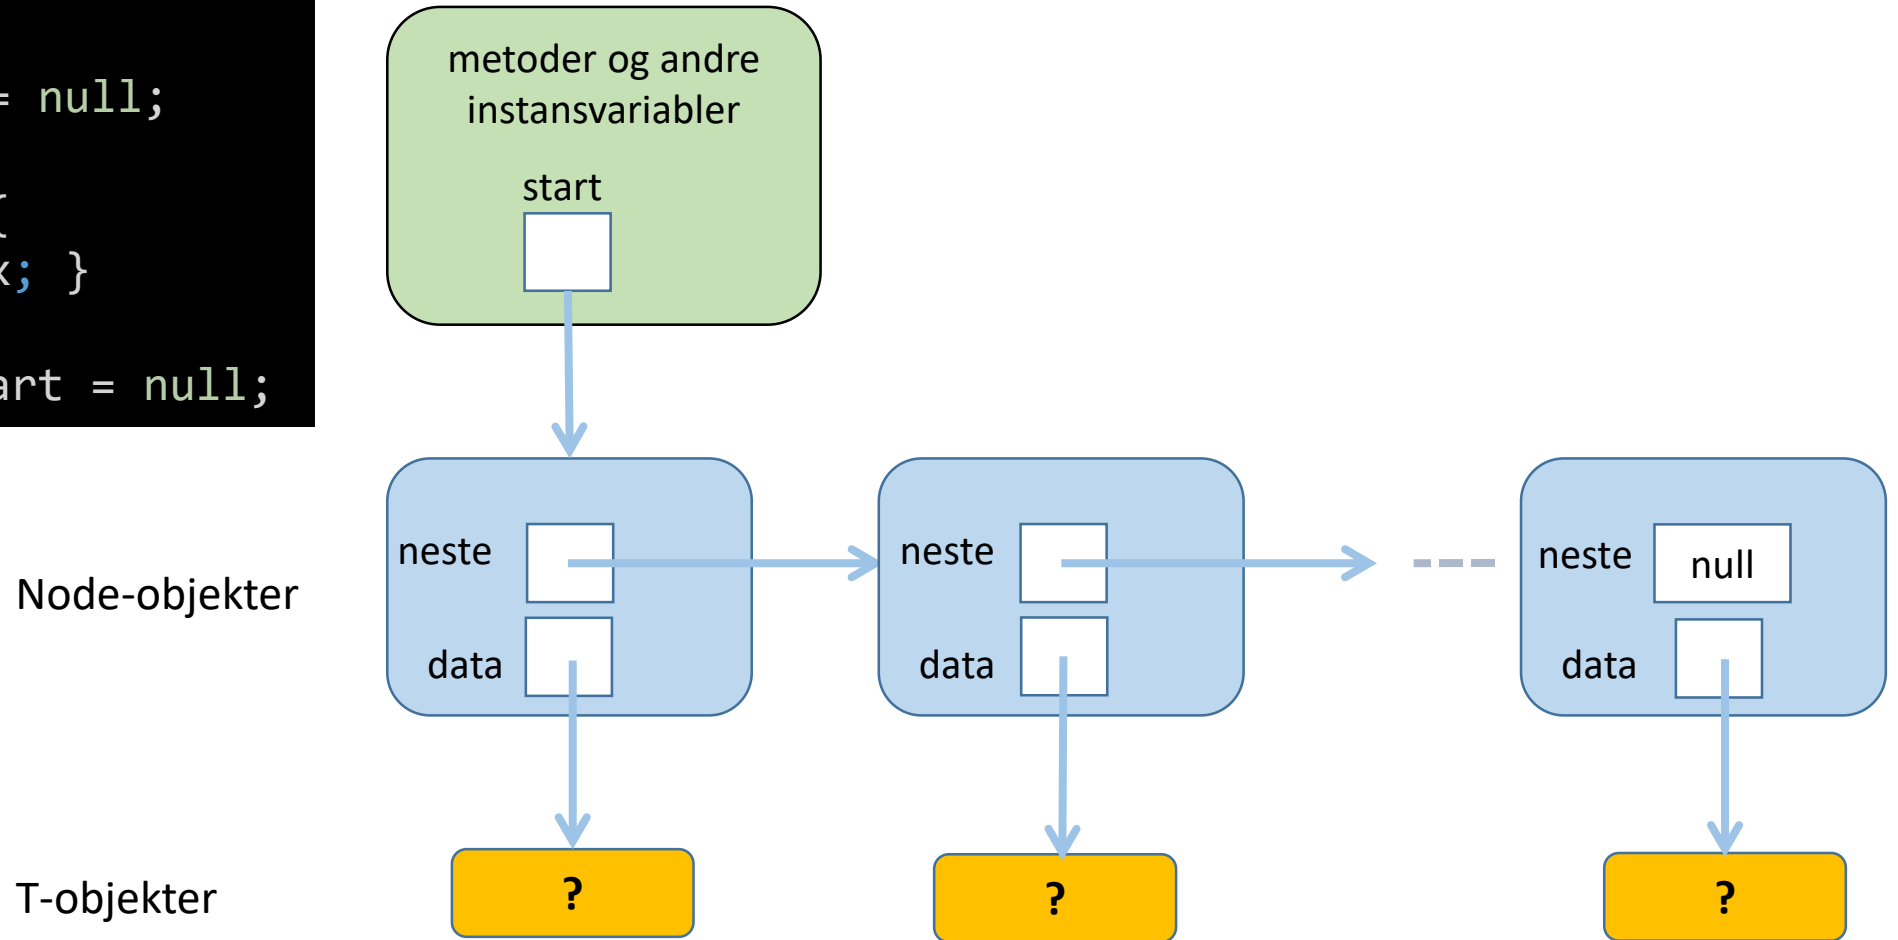 = null;
{
x; }
art = null;
metoder og andre
instansvariabler
start
neste
neste
neste
null
Node-objekter
data
data
data
T-objekter
?
?
?